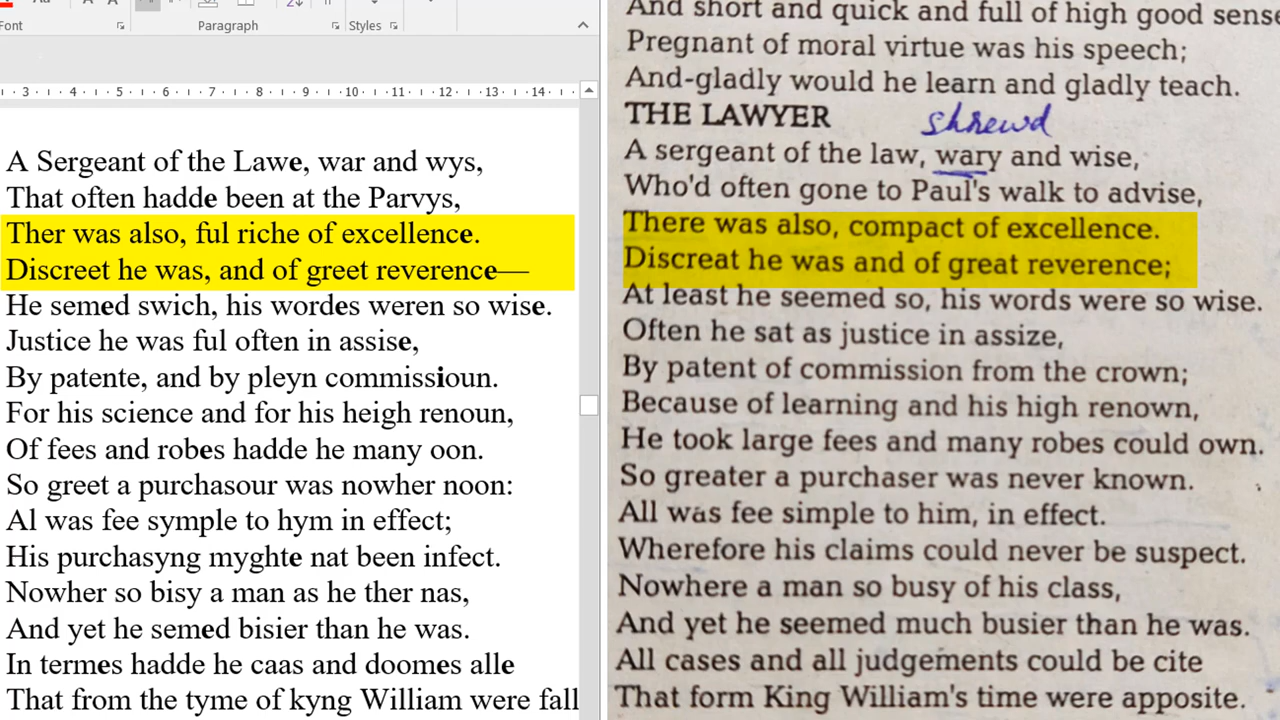 Font
Paragraph
Styles
3 4 5 6 7 8 9 10 11 12 13 14
A Sergeant of the Lawe, war and wys,
That often hadde been at the Parvys,
Ther was also, ful riche of excellence.
Discreet he was, and of greet reverence—
He semed swich, his wordes weren so wise.
Justice he was ful often in assise,
By patente, and by pleyn commissioun.
For his science and for his heigh renoun,
Of fees and robes hadde he many oon.
So greet a purchasour was nowher noon:
Al was fee symple to hym in effect;
His purchasyng myghte nat been infect.
Nowher so bisy a man as he ther nas,
And yet he semed bisier than he was.
In termes hadde he caas and doomes alle
That from the tyme of kyng William were fall
And short and quick and full of high good sense
Pregnant of moral virtue was his speech;
And-gladly would he learn and gladly teach.
THE LAWYER
shrewd
A sergeant of the law, wary and wise,
Who'd often gone to Paul's walk to advise,
There was also, compact of excellence.
Discreat he was and of great reverence;
At least he seemed so, his words were so wise.
Often he sat as justice in assize,
By patent of commission from the crown;
Because of learning and his high renown,
He took large fees and many robes could own.
So greater a purchaser was never known.
All was fee simple to him, in effect.
Wherefore his claims could never be suspect.
Nowhere a man so busy of his class,
And yet he seemed much busier than he was.
All cases and all judgements could be cite
That form King William's time were apposite.